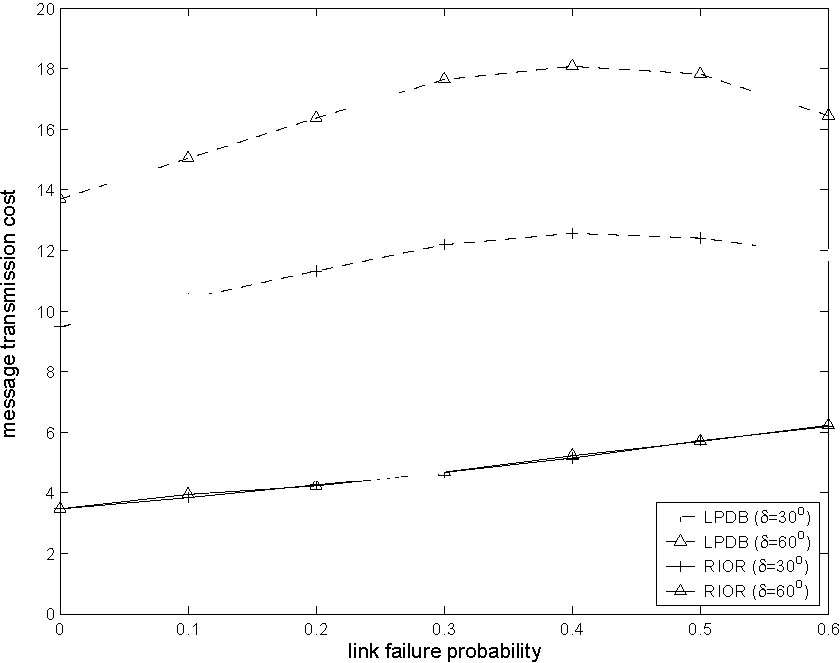 20
18
16
14
12
10
8
6
4
2
0
message transmission cost
0 0.1 0.2 0.3 0.4 0.5 0.6
link failure probability
LPDB (δ=30⁰)
LPDB (δ=60⁰)
RIOR (δ=30⁰)
RIOR (δ=60⁰)